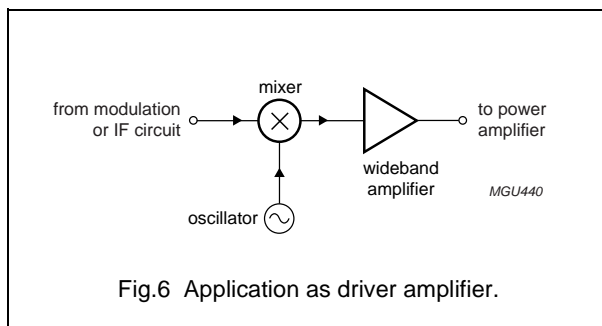 mixer
from modulation
or IF circuit
to power
amplifier
wideband
amplifier
MGU440
oscillator
Fig.6 Application as driver amplifier.